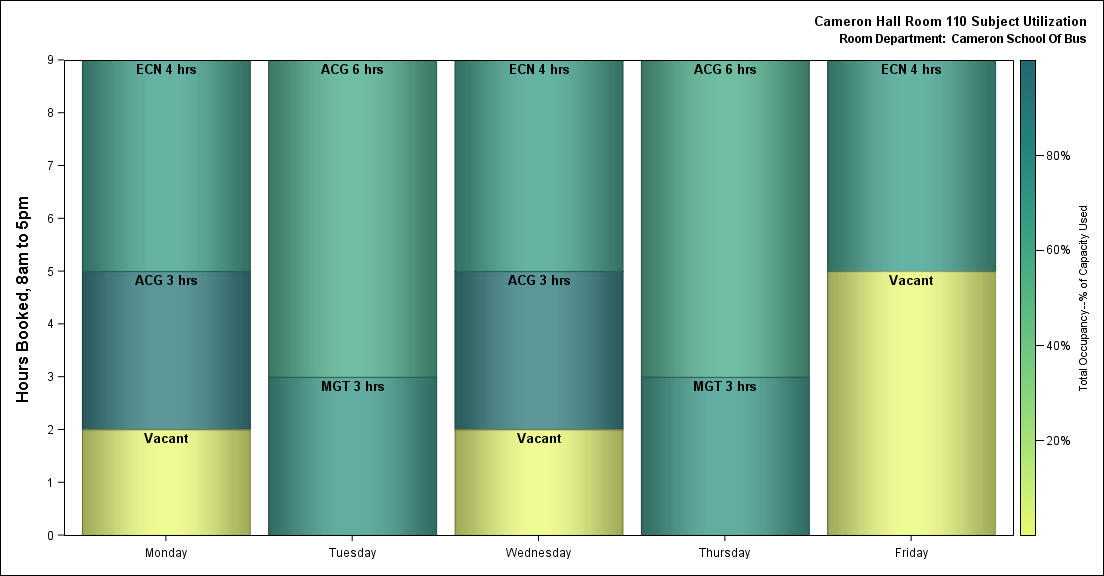 Cameron Hall Room 110 Subject Utilization
Room Department: Cameron School Of Bus
Hours Booked, 8am to 5pm
9
8
7
6
5
4
3
2
1
0
ECN 4 hrs
ACG 3 hrs
Vacant
ACG 6 hrs
MGT 3 hrs
ECN 4 hrs
ACG 3 hrs
Vacant
ACG 6 hrs
MGT 3 hrs
ECN 4 hrs
Vacant
Monday
Tuesday
Wednesday
Thursday
Friday
80%
60%
40%
20%
Total Occupancy--% of Capacity Used